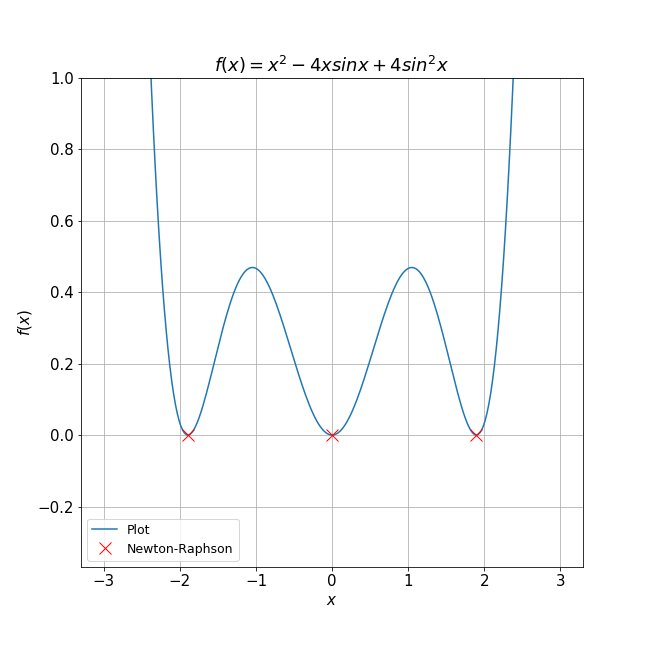 f(x) = x² − 4xsinx + 4sin²x
1.0
0.8
0.6
0.4
0.2
0.0
−0.2
f(x)
Plot
Newton-Raphson
−3 −2 −1 0 1 2 3
x